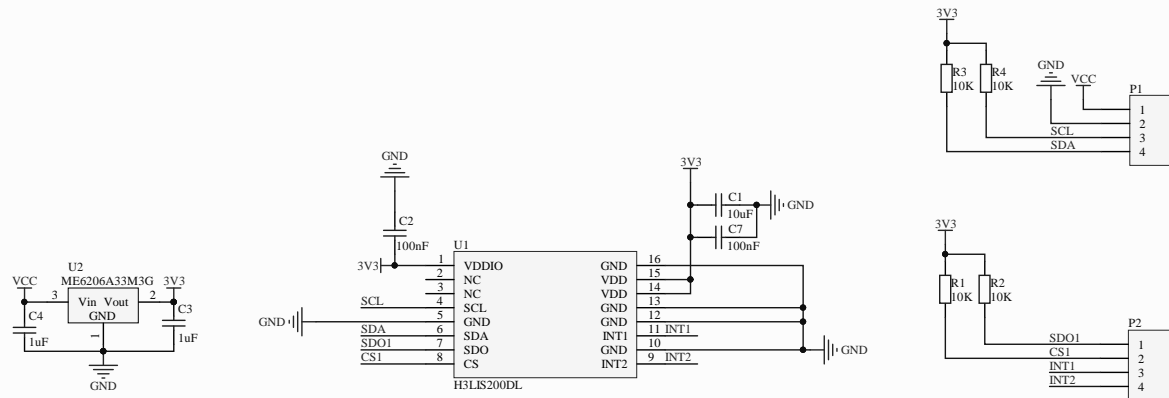 U2
ME6206A33M3G
VCC
3V3
3
Vin Vout
2
GND
1
C4
1uF
C3
1uF
GND
GND
C2
100nF
3V3
GND
U1
1 VDDIO
2 NC
3 NC
SCL 4 SCL
5 GND
SDA 6 SDA
SDO1 7 SDO
CS1 8 CS
GND 16
VDD 15
VDD 14
GND 13
GND 12
INT1 11 INT1
GND 10
INT2 9 INT2
H3LIS200DL
3V3
C1
10uF
GND
C7
100nF
GND
3V3
R3
10K
R4
10K
GND
VCC
P1
1
2
SCL 3
SDA 4
3V3
R1
10K
R2
10K
P2
SDO1 1
CS1 2
INT1 3
INT2 4